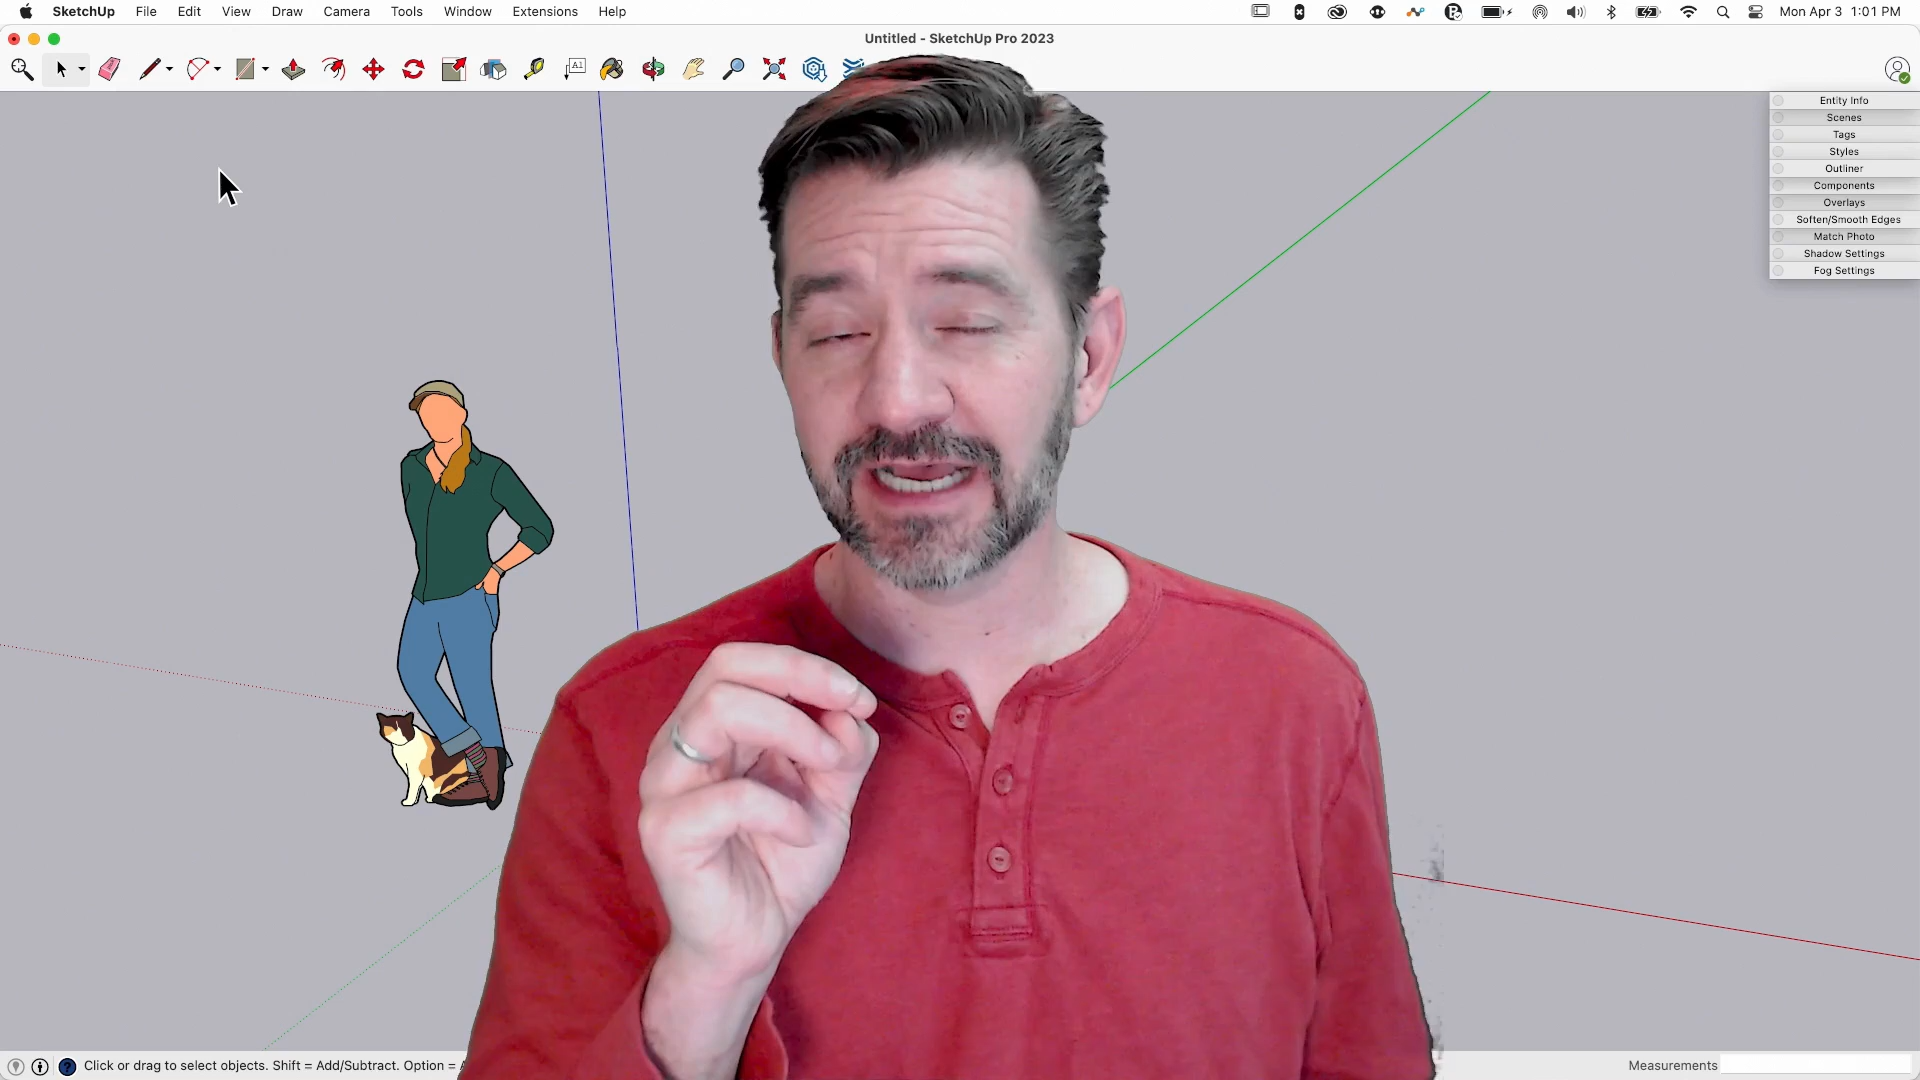 SketchUp File Edit View Draw Camera Tools Window Extensions Help Mon Apr 3 1:01 PM
Untitled - SketchUp Pro 2023
A1
Entity Info
Scenes
Tags
Styles
Outliner
Components
Overlays
Soften/Smooth Edges
Match Photo
Shadow Settings
Fog Settings
Click or drag to select objects. Shift = Add/Subtract. Option =
Measurements